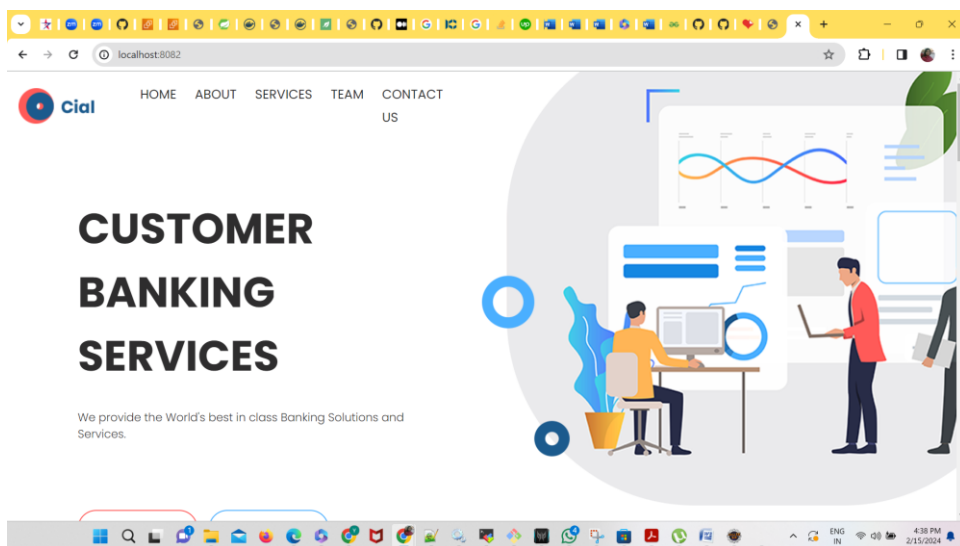 localhost:8082
Cial
HOME ABOUT SERVICES TEAM CONTACT
US
CUSTOMER
BANKING
SERVICES
We provide the World's best in class Banking Solutions and
Services.
ENG
IN
4:38 PM
2/15/2024